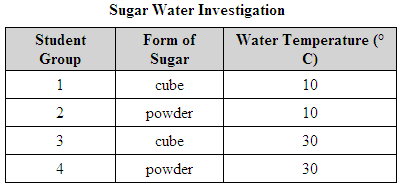 Sugar Water Investigation
Student Group Form of Sugar Water Temperature (° C)
1 cube 10
2 powder 10
3 cube 30
4 powder 30